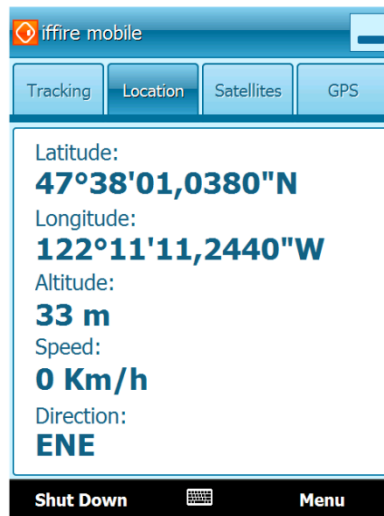 iffire mobile
Tracking Location Satellites GPS
Latitude:
47°38'01,0380"N
Longitude:
122°11'11,2440"W
Altitude:
33 m
Speed:
0 Km/h
Direction:
ENE
Shut Down Menu